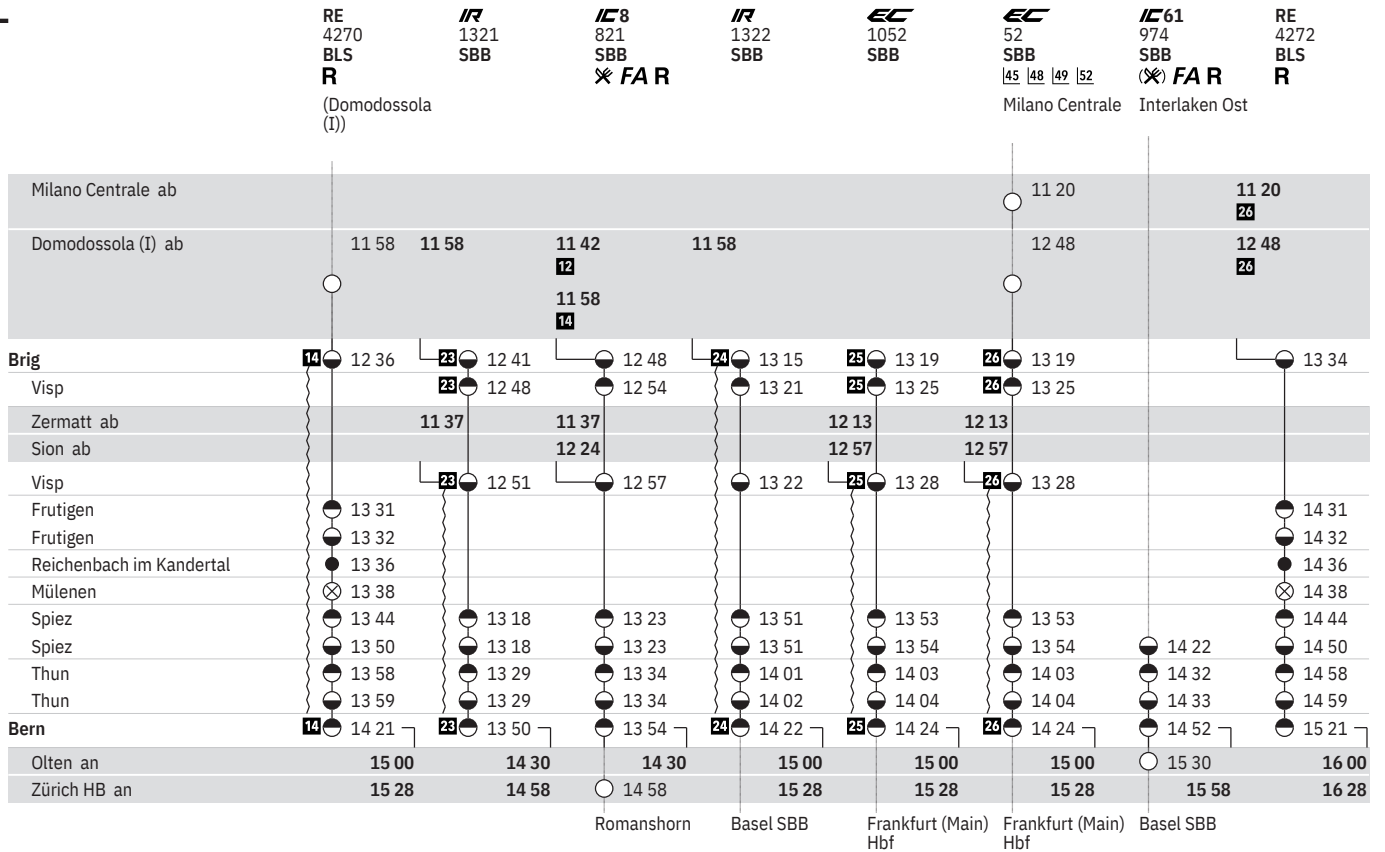 RE IR IC8 IR EC EC IC61 RE
4270 1321 821 1322 1052 52 974 4272
BLS SBB SBB SBB SBB SBB SBB BLS
R FA R 45 48 49 52 FA R R
(Domodossola Milano Centrale Interlaken Ost
(I))
Milano Centrale ab 11 20 11 20
26
Domodossola (I) ab 11 58 11 58 11 42 11 58 12 48 12 48
12 26
11 58
14
Brig 14 12 36 23 12 41 12 48 24 13 15 25 13 19 26 13 19 13 34
Visp 23 12 48 12 54 13 21 25 13 25 26 13 25
Zermatt ab 11 37 11 37 12 13 12 13
Sion ab 12 24 12 57 12 57
Visp 23 12 51 12 57 13 22 25 13 28 26 13 28
Frutigen 13 31 14 31
Frutigen 13 32 14 32
Reichenbach im Kandertal 13 36 14 36
Mülenen 13 38 14 38
Spiez 13 44 13 18 13 23 13 51 13 53 13 53 14 44
Spiez 13 50 13 18 13 23 13 51 13 54 13 54 14 22 14 50
Thun 13 58 13 29 13 34 14 01 14 03 14 03 14 32 14 58
Thun 13 59 13 29 13 34 14 02 14 04 14 04 14 33 14 59
Bern 14 14 21 23 13 50 13 54 24 14 22 25 14 24 26 14 24 14 52 15 21
Olten an 15 00 14 30 14 30 15 00 15 00 15 00 15 30 16 00
Zürich HB an 15 28 14 58 14 58 15 28 15 28 15 28 15 58 16 28
Romanshorn Basel SBB Frankfurt (Main) Frankfurt (Main) Basel SBB
Hbf Hbf